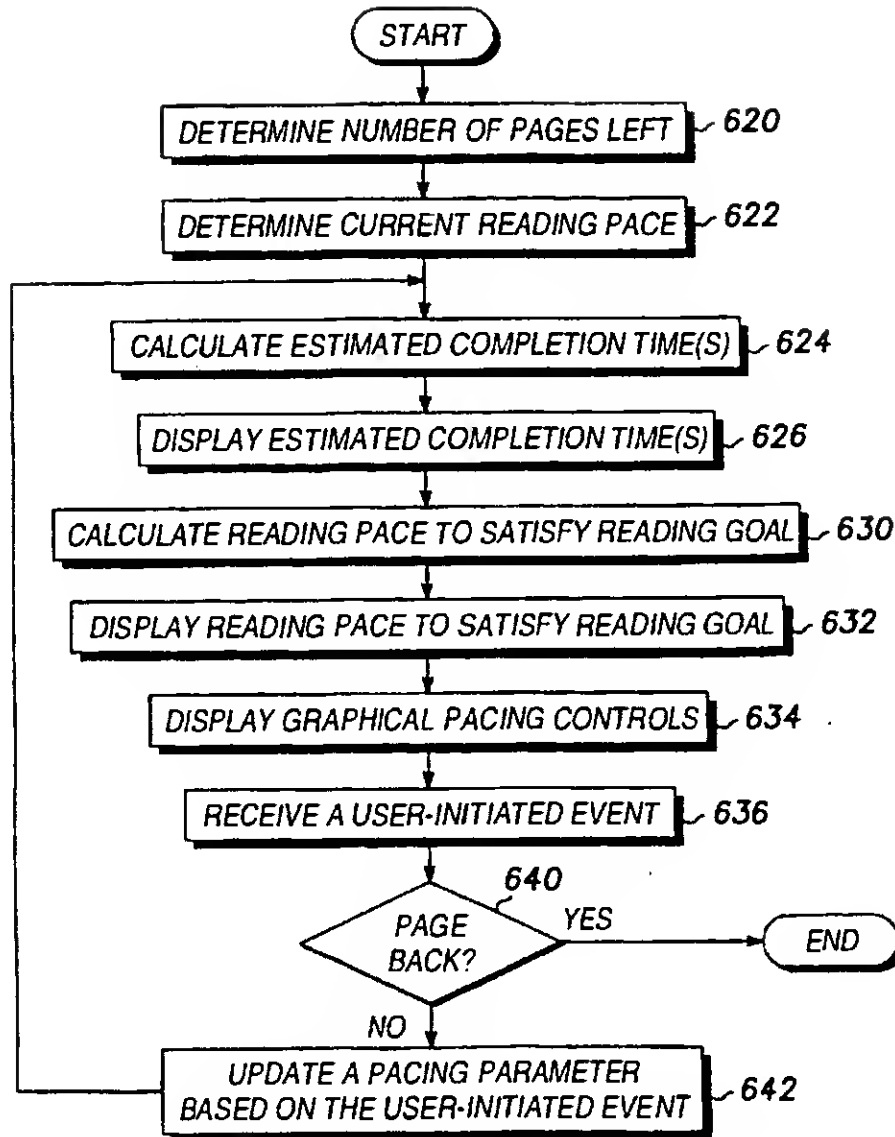 START
DETERMINE NUMBER OF PAGES LEFT 620
DETERMINE CURRENT READING PACE 622
CALCULATE ESTIMATED COMPLETION TIME(S) 624
DISPLAY ESTIMATED COMPLETION TIME(S) 626
CALCULATE READING PACE TO SATISFY READING GOAL 630
DISPLAY READING PACE TO SATISFY READING GOAL 632
DISPLAY GRAPHICAL PACING CONTROLS 634
RECEIVE A USER-INITIATED EVENT 636
640
PAGE
BACK?
YES
END
NO
UPDATE A PACING PARAMETER
BASED ON THE USER-INITIATED EVENT 642